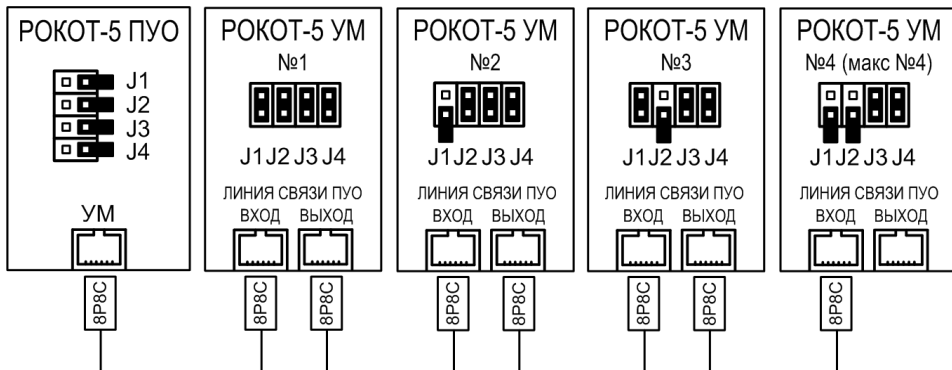 РОКОТ-5 ПУО
J1
J2
J3
J4
УМ
8P8C
РОКОТ-5 УМ
№1
J1 J2 J3 J4
ЛИНИЯ СВЯЗИ ПУО
ВХОД ВЫХОД
8P8C 8P8C
РОКОТ-5 УМ
№2
J1 J2 J3 J4
ЛИНИЯ СВЯЗИ ПУО
ВХОД ВЫХОД
8P8C 8P8C
РОКОТ-5 УМ
№3
J1 J2 J3 J4
ЛИНИЯ СВЯЗИ ПУО
ВХОД ВЫХОД
8P8C 8P8C
РОКОТ-5 УМ
№4 (макс №4)
J1 J2 J3 J4
ЛИНИЯ СВЯЗИ ПУО
ВХОД ВЫХОД
8P8C